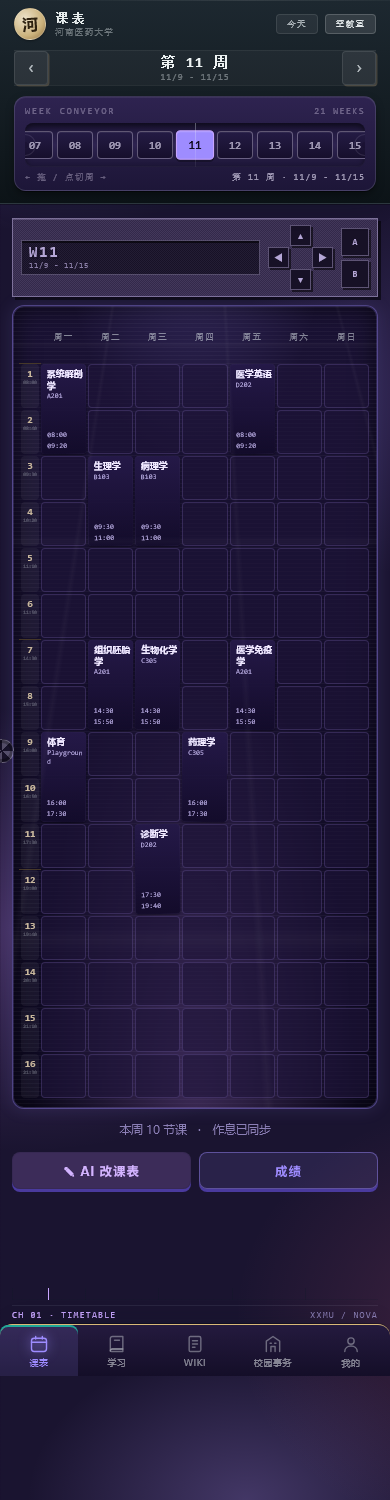 河
课表
河南医药大学
今天
空教室
‹
第 11 周
11/9 - 11/15
›
WEEK CONVEYOR
21 WEEKS
07 08 09 10 11 12 13 14 15
← 拖 / 点切周 →
第 11 周 · 11/9 - 11/15
W11
11/9 - 11/15
A
B
周一 周二 周三 周四 周五 周六 周日
1
系统解剖学
A201
08:00
09:20
医学英语
D202
08:00
09:20
2
3
生理学
B103
09:30
11:00
病理学
B103
09:30
11:00
4
5
6
7
组织胚胎学
A201
14:30
15:50
生物化学
C305
14:30
15:50
医学免疫学
A201
14:30
15:50
8
9
体育
Playground
16:00
17:30
药理学
C305
16:00
17:30
10
11
诊断学
D202
17:30
19:40
12
13
14
15
16
本周 10 节课 · 作息已同步
AI 改课表
成绩
CH 01 · TIMETABLE
XXMU / NOVA
课表
学习
WIKI
校园事务
我的